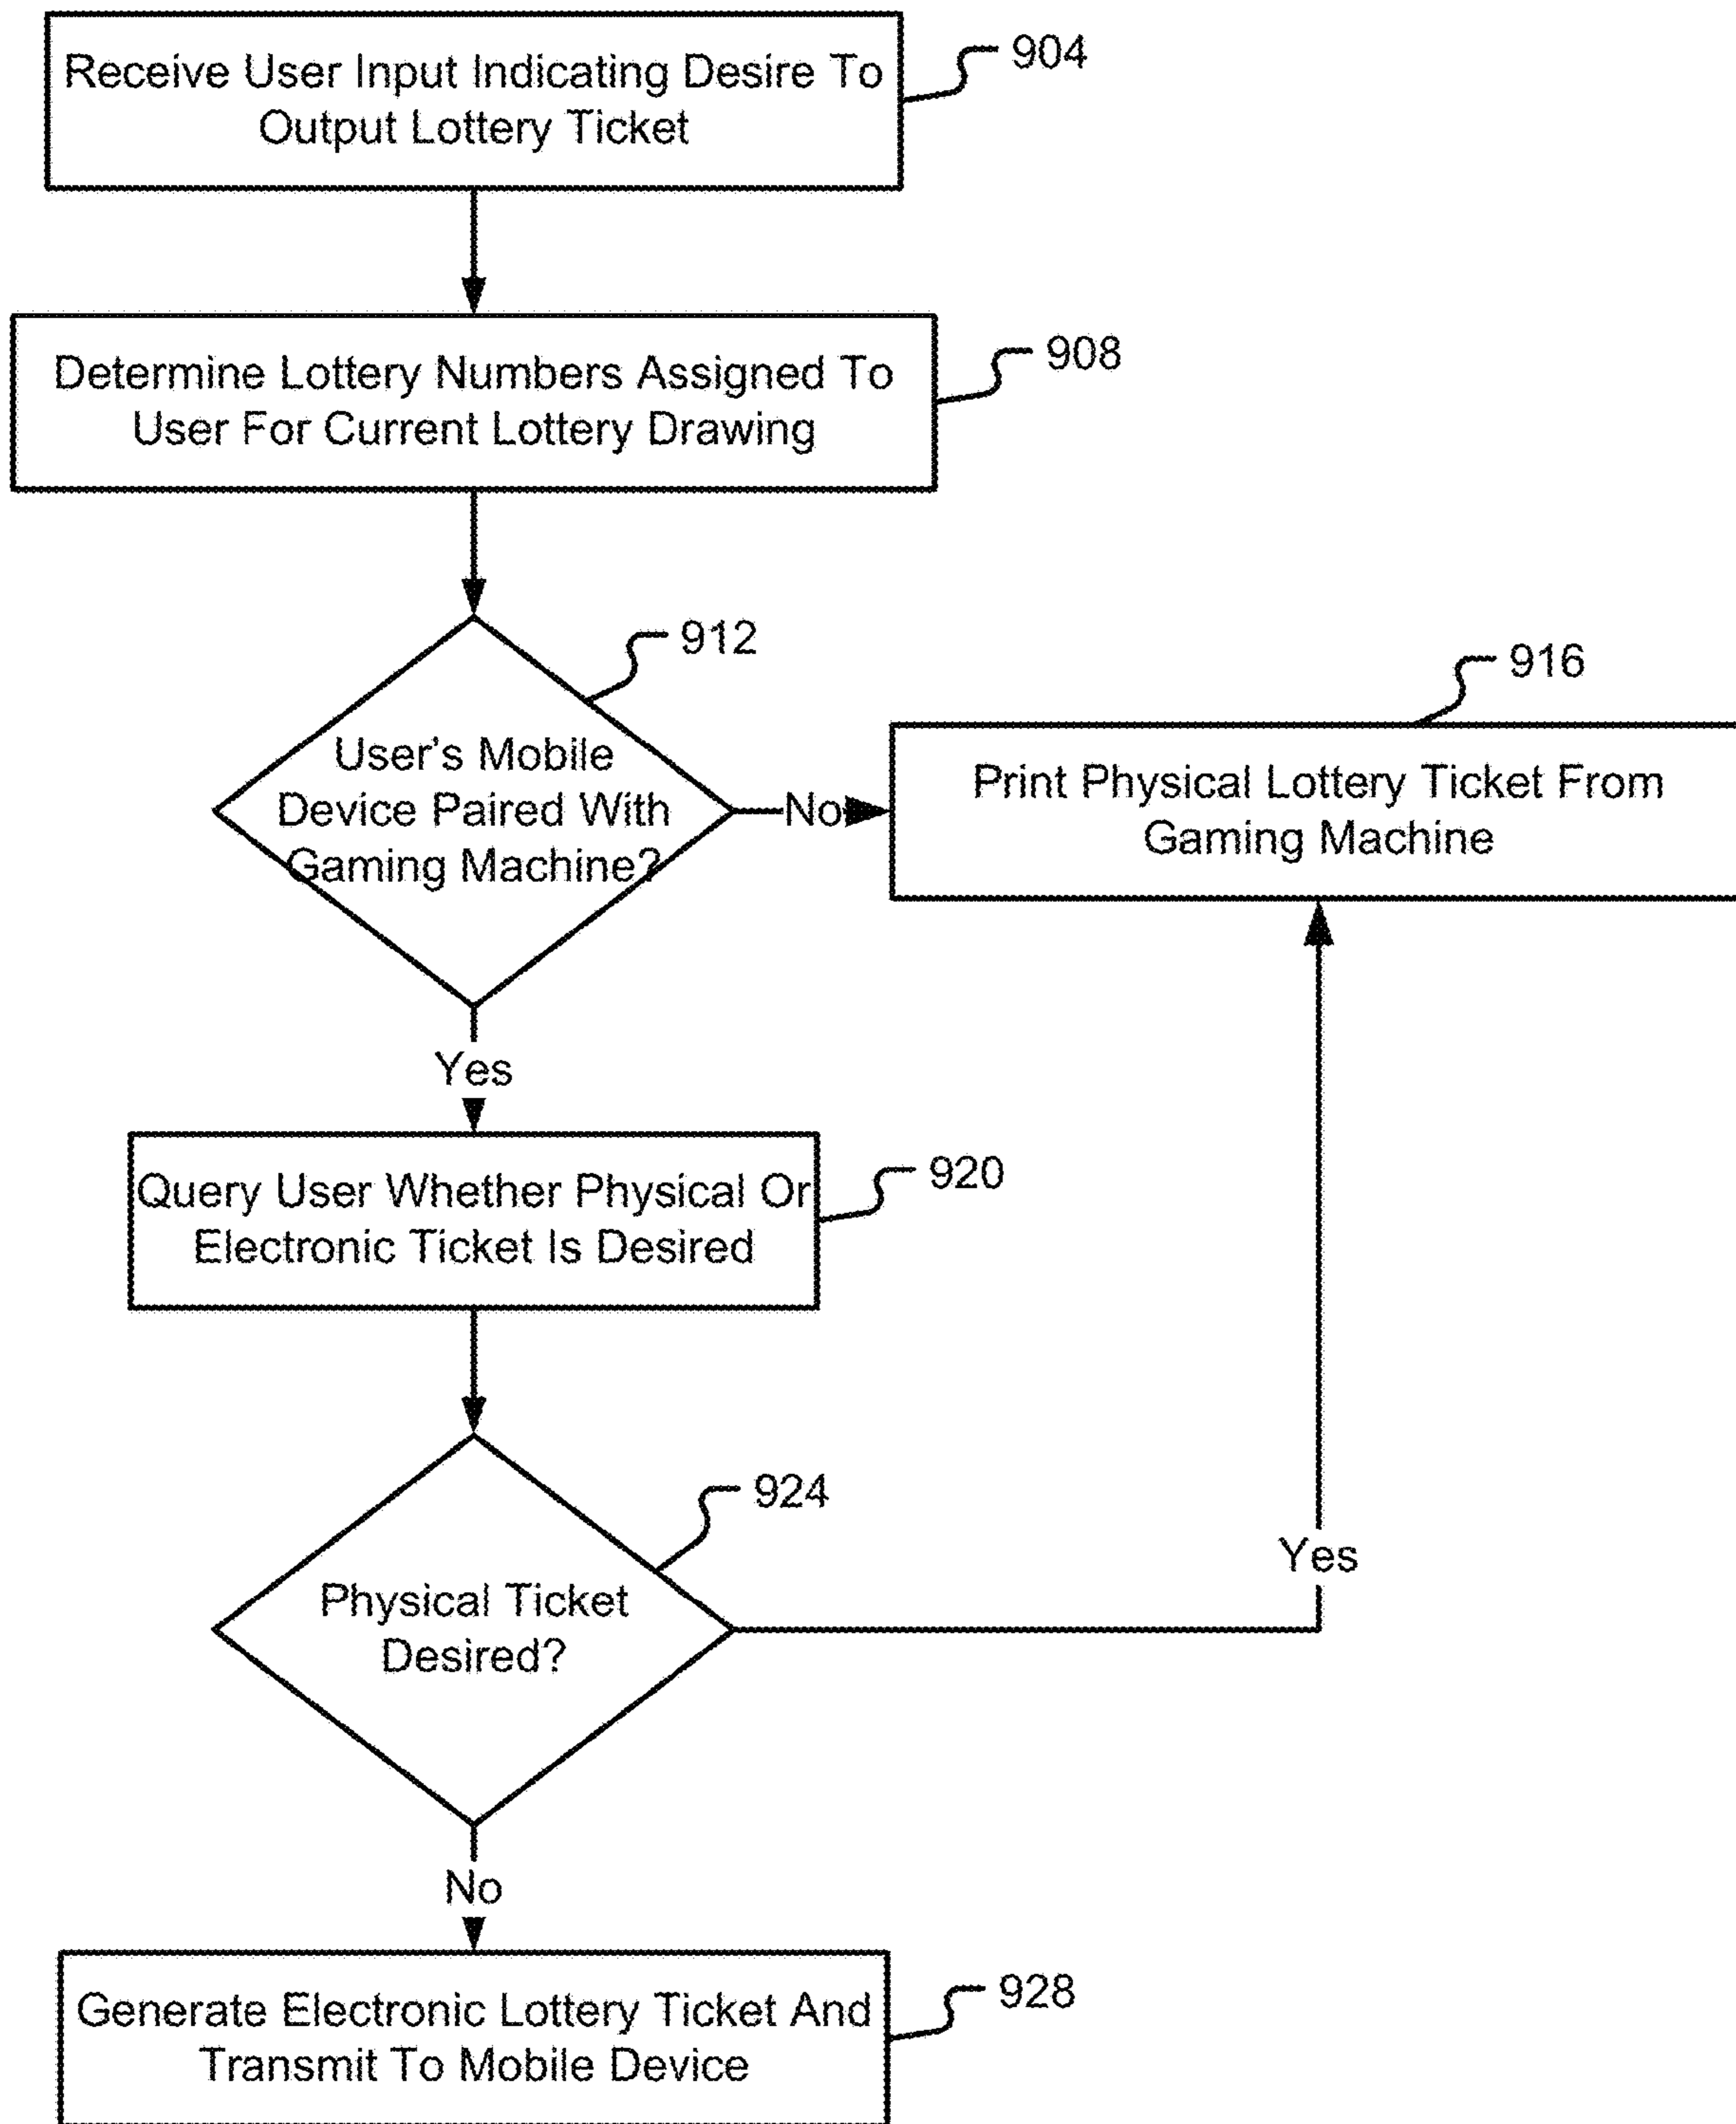 Receive User Input Indicating Desire To
Output Lottery Ticket
904
Determine Lottery Numbers Assigned To
User For Current Lottery Drawing
908
912
User's Mobile
Device Paired With
Gaming Machine?
No
916
Print Physical Lottery Ticket From
Gaming Machine
Yes
Query User Whether Physical Or
Electronic Ticket Is Desired
920
924
Physical Ticket
Desired?
Yes
No
Generate Electronic Lottery Ticket And
Transmit To Mobile Device
928